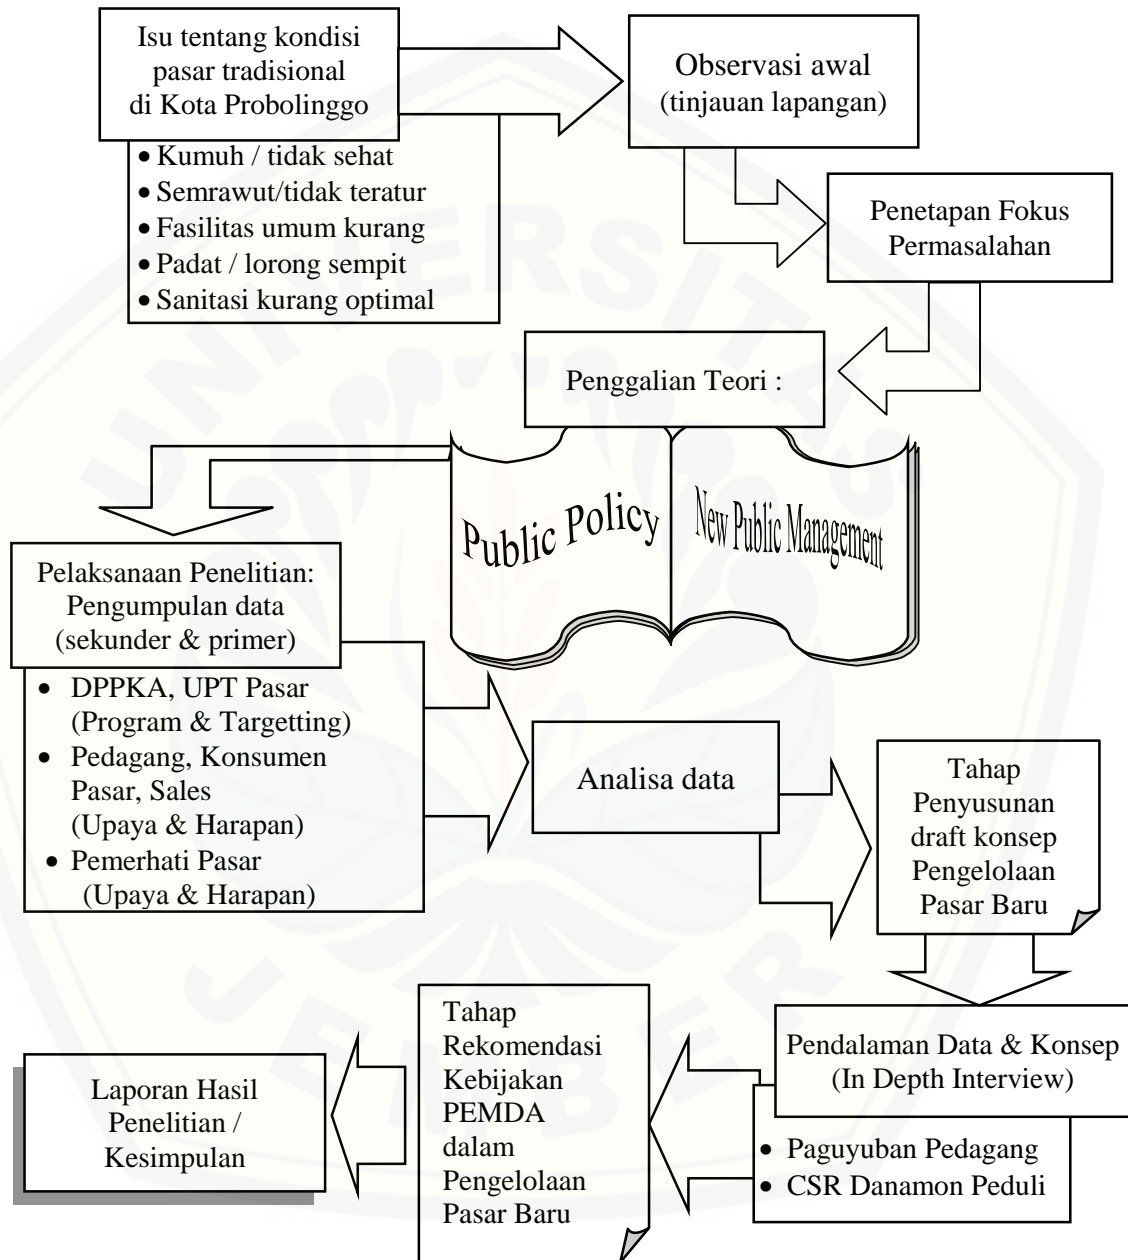 Isu tentang kondisi
pasar tradisional
di Kota Probolinggo
• Kumuh / tidak sehat
• Semrawut/tidak teratur
• Fasilitas umum kurang
• Padat / lorong sempit
• Sanitasi kurang optimal
Observasi awal
(tinjauan lapangan)
Penetapan Fokus
Permasalahan
Penggalian Teori :
Public Policy
New Public Management
Pelaksanaan Penelitian:
Pengumpulan data
(sekunder & primer)
• DPPKA, UPT Pasar
(Program & Targetting)
• Pedagang, Konsumen
Pasar, Sales
(Upaya & Harapan)
• Pemerhati Pasar
(Upaya & Harapan)
Analisa data
Tahap
Penyusunan
draft konsep
Pengelolaan
Pasar Baru
Pendalaman Data & Konsep
(In Depth Interview)
• Paguyuban Pedagang
• CSR Danamon Peduli
Tahap
Rekomendasi
Kebijakan
PEMDA
dalam
Pengelolaan
Pasar Baru
Laporan Hasil
Penelitian /
Kesimpulan
UNIVERSITAS
JEMBER